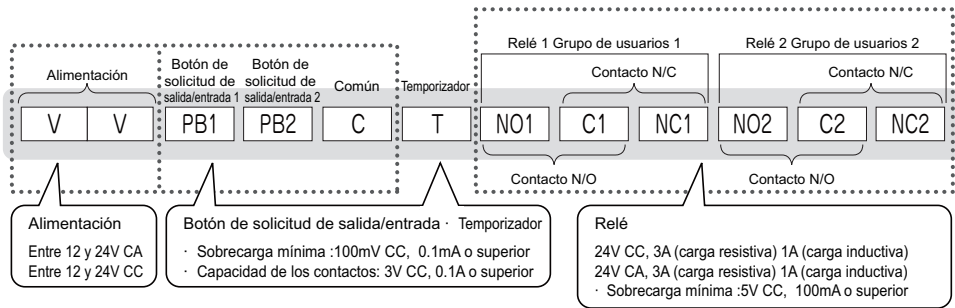 Relé 1 Grupo de usuarios 1
Relé 2 Grupo de usuarios 2
Alimentación
Botón de
solicitud de
salida/entrada 1
Botón de
solicitud de
salida/entrada 2
Común
Temporizador
Contacto N/C
Contacto N/C
V V PB1 PB2 C T NO1 C1 NC1 NO2 C2 NC2
Contacto N/O
Contacto N/O
Alimentación
Entre 12 y 24V CA
Entre 12 y 24V CC
Botón de solicitud de salida/entrada · Temporizador
· Sobrecarga mínima :100mV CC, 0.1mA o superior
· Capacidad de los contactos: 3V CC, 0.1A o superior
Relé
24V CC, 3A (carga resistiva) 1A (carga inductiva)
24V CA, 3A (carga resistiva) 1A (carga inductiva)
· Sobrecarga mínima :5V CC, 100mA o superior